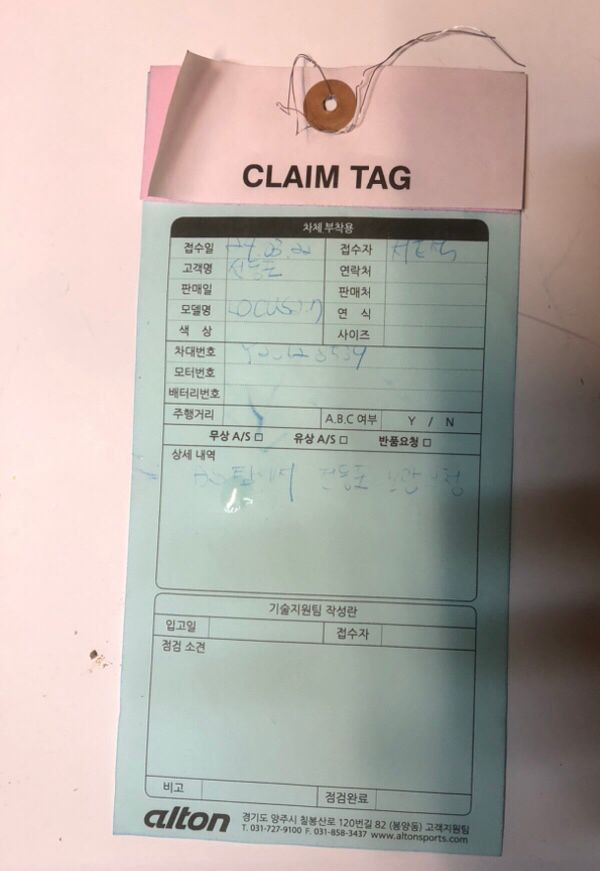 CLAIM TAG
차체 부착용
접수일 24.03.22 접수자
고객명 연락처
판매일 판매처
모델명 연 식
색 상 사이즈
차대번호
모터번호
배터리번호
주행거리 A.B.C 여부 Y / N
무상 A/S □ 유상 A/S □ 반품요청 □
상세 내역
기술지원팀 작성란
입고일 접수자
점검 소견
비고 점검완료
alton 경기도 양주시 칠봉산로 120번길 82 (봉양동) 고객지원팀
T. 031-727-9100 F. 031-858-3437 www.altonsports.com